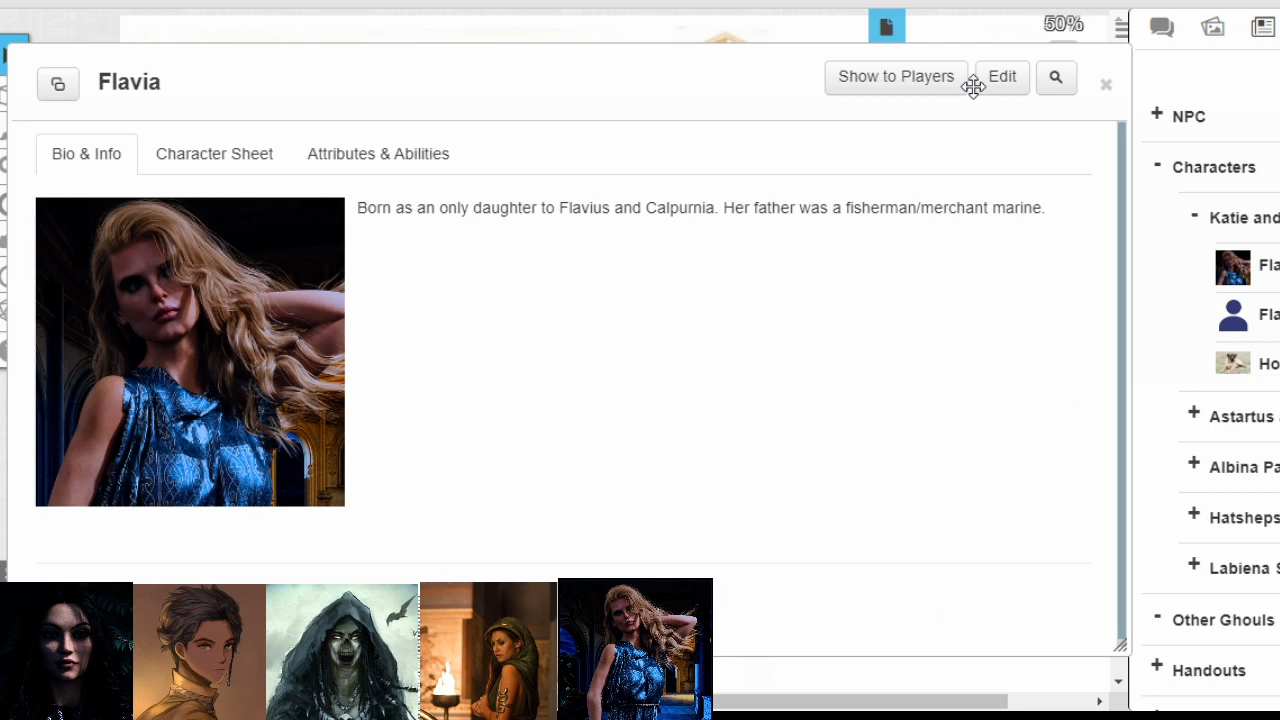 50%
Flavia
Show to Players
Edit
Bio & Info
Character Sheet
Attributes & Abilities
Born as an only daughter to Flavius and Calpurnia. Her father was a fisherman/merchant marine.
+ NPC
- Characters
- Katie and
Fla
Fla
Ho
+ Astartus
+ Albina Pa
+ Hatsheps
+ Labiena S
- Other Ghouls
+ Handouts